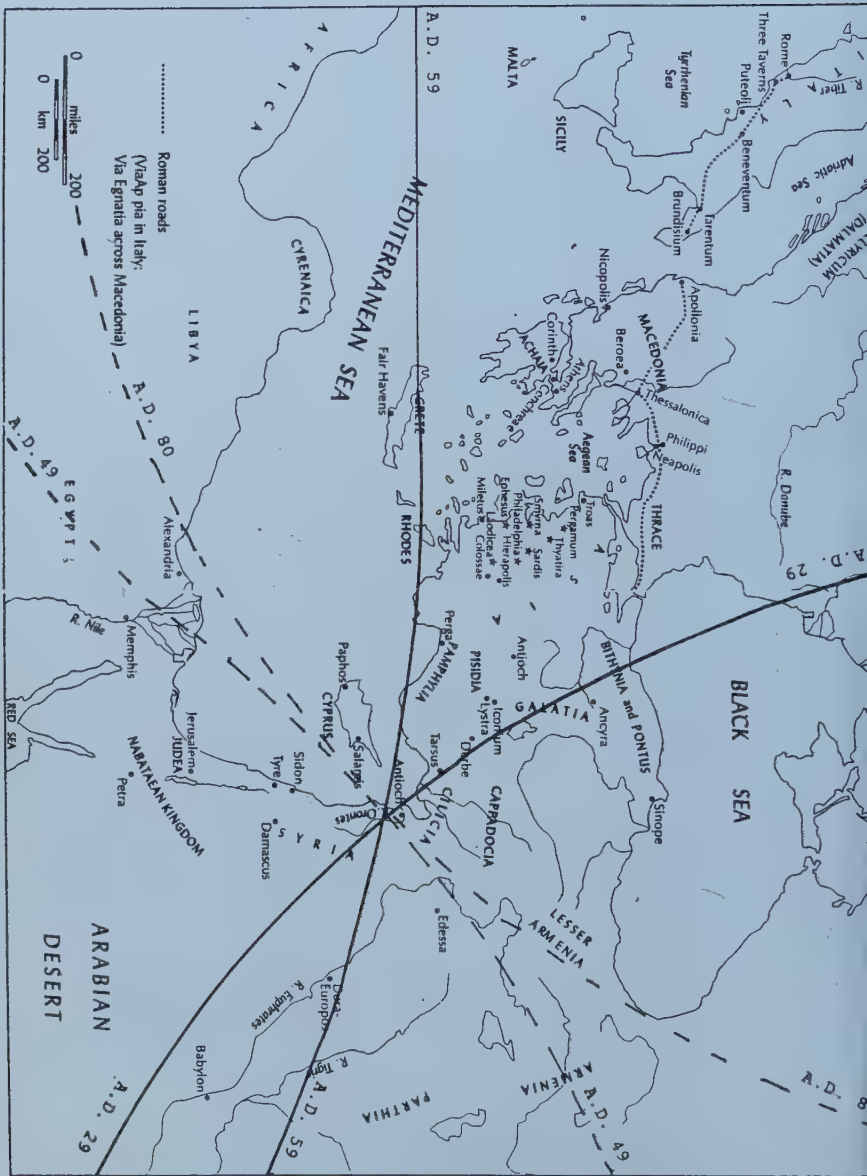 A.D. 59
A.D. 29
A.D. 8
A.D. 49
A.D. 59
A.D. 29
A.D. 80
A.D. 49
Rome
Three Taverns
Puteoli
R. Tiber
Beneventum
Tarentum
Brundisium
Adriatic Sea
LYRICUM
(DALMATIA)
Tyrrhenian
Sea
SICILY
MALTA
AFRICA
MEDITERRANEAN SEA
CYRENAICA
LIBYA
Apollonia
Nicopolis
MACEDONIA
Beroea
Thessalonica
Philippi
Neapolis
THRACE
R. Danube
ACHAIA
Corinth
Athens
Cenchreae
Aegean
Sea
CRETE
Fair Havens
RHODES
Troas
Pergamum
Thyatira
Smyrna
Sardis
Philadelphia
Ephesus
Hierapolis
Laodicea
Miletus
Colossae
BLACK
SEA
BITHYNIA and PONTUS
Sinope
Ancyra
GALATIA
Antioch
PISIDIA
Iconium
Lystra
Derbe
Perga
PAMPHYLIA
CAPPADOCIA
CILICIA
Tarsus
LESSER
ARMENIA
ARMENIA
PARTHIA
Edessa
Antioch
R. Orontes
SYRIA
CYPRUS
Paphos
Salamis
Sidon
Tyre
Damascus
JUDEA
Jerusalem
Petra
NABATAEAN KINGDOM
ARABIAN
DESERT
Dura-
Europos
R. Euphrates
R. Tigris
Babylon
EGYPT
Alexandria
Memphis
R. Nile
RED SEA
Roman roads
(ViaAp pia in Italy:
Via Egnatia across Macedonia)
0 miles 200
0 km 200